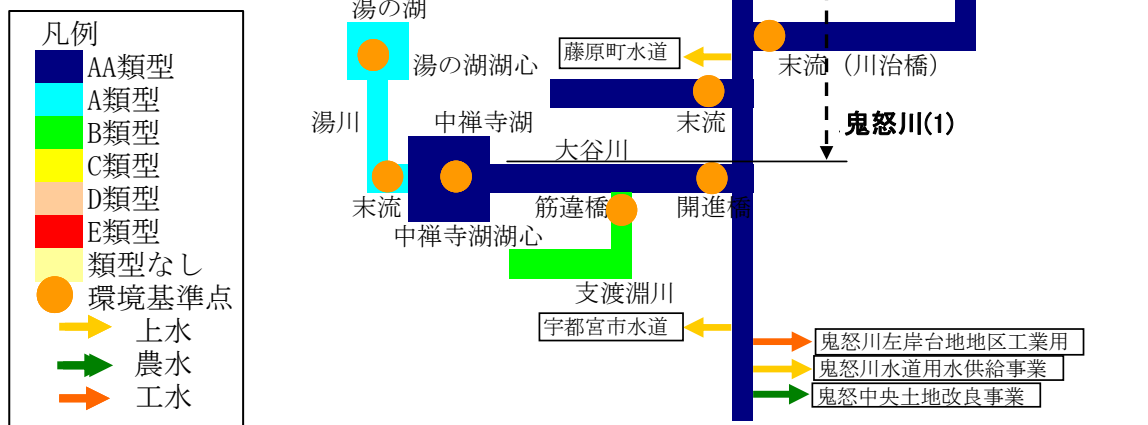 凡例
AA類型
A類型
B類型
C類型
D類型
E類型
類型なし
環境基準点
上水
農水
工水
湯の湖
湯の湖湖心
湯川
末流
中禅寺湖
中禅寺湖湖心
大谷川
筋違橋
開進橋
支渡淵川
藤原町水道
末流
末流（川治橋）
鬼怒川(1)
宇都宮市水道
鬼怒川左岸台地地区工業用
鬼怒川水道用水供給事業
鬼怒中央土地改良事業